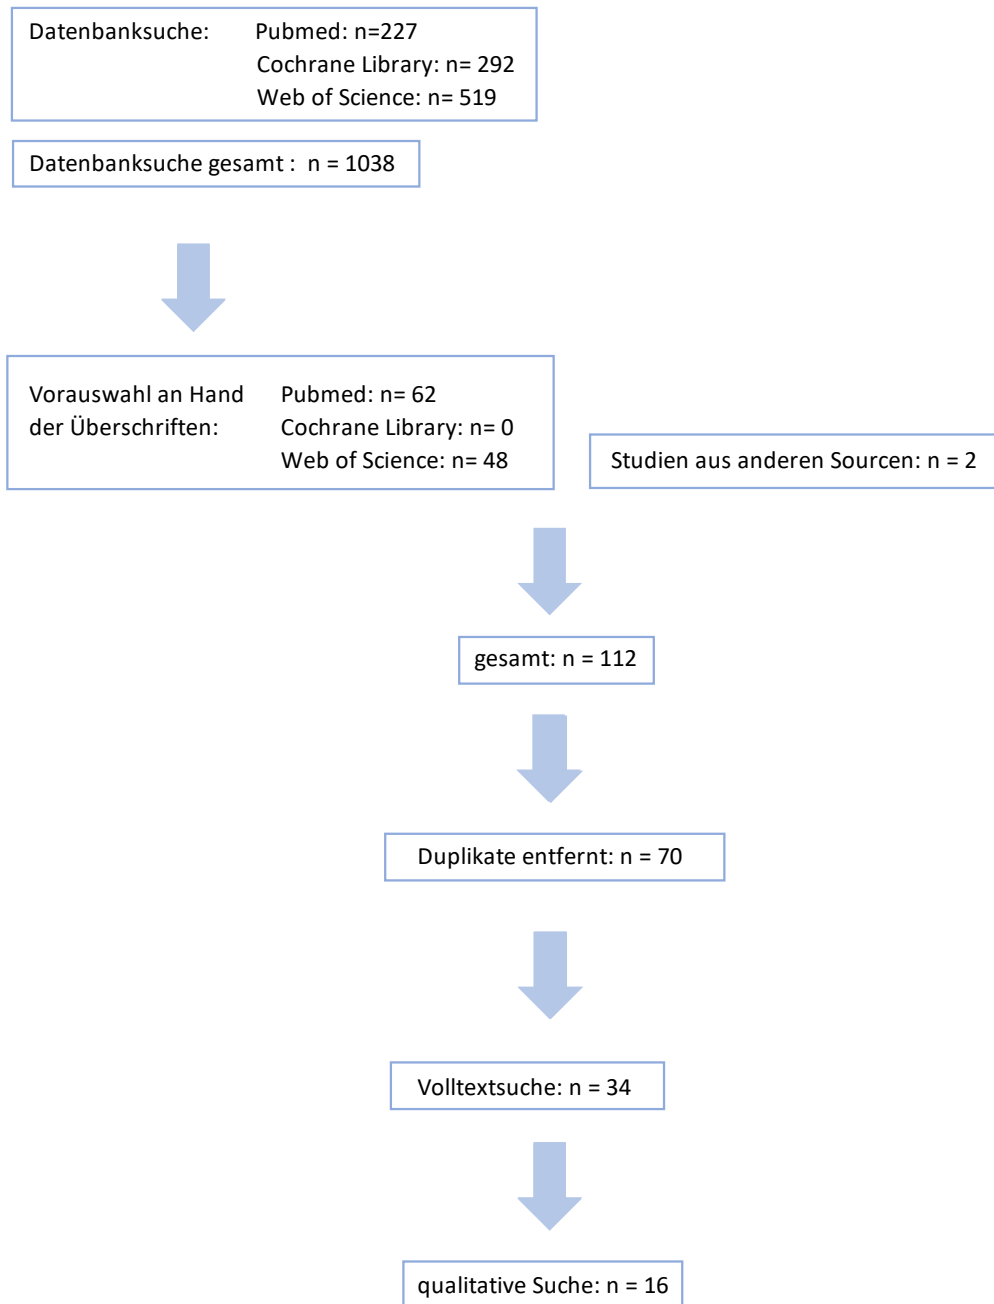 Datenbanksuche: Pubmed: n=227
Cochrane Library: n= 292
Web of Science: n= 519
Datenbanksuche gesamt : n = 1038
Vorauswahl an Hand Pubmed: n= 62
der Überschriften: Cochrane Library: n= 0
Web of Science: n= 48
Studien aus anderen Sourcen: n = 2
gesamt: n = 112
Duplikate entfernt: n = 70
Volltextsuche: n = 34
qualitative Suche: n = 16